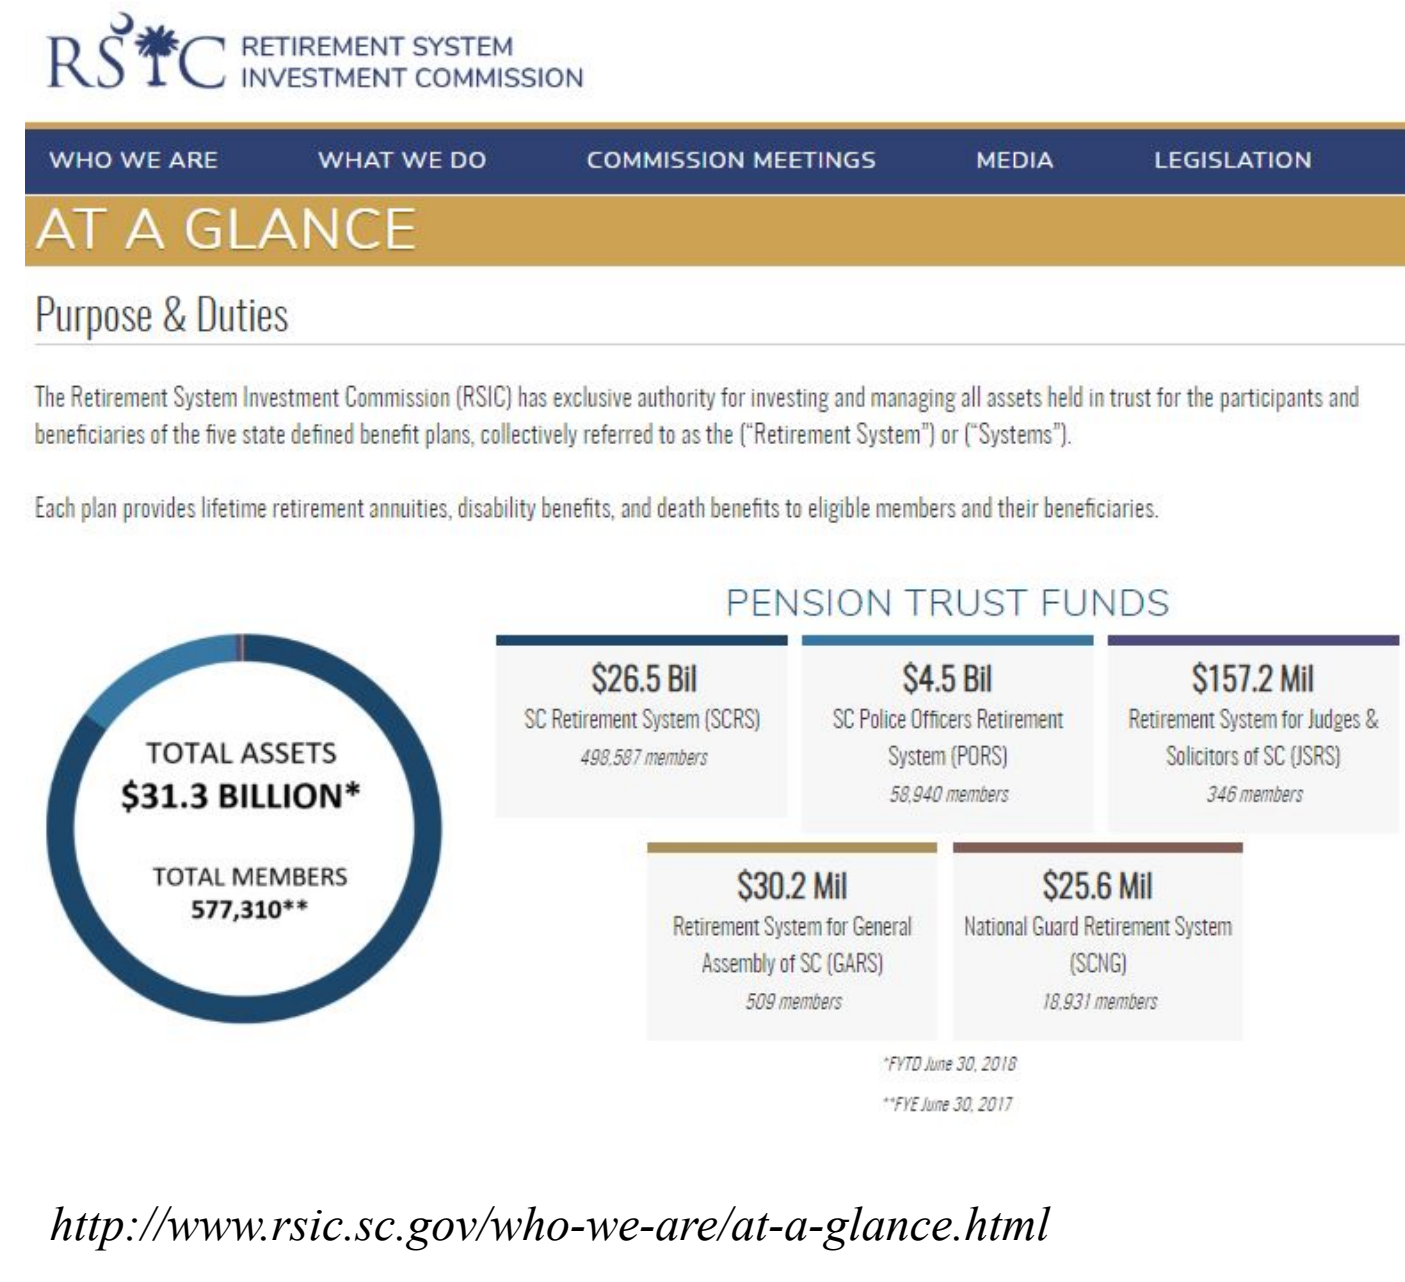 RSIC RETIREMENT SYSTEM
INVESTMENT COMMISSION
WHO WE ARE WHAT WE DO COMMISSION MEETINGS MEDIA LEGISLATION
AT A GLANCE
Purpose & Duties
The Retirement System Investment Commission (RSIC) has exclusive authority for investing and managing all assets held in trust for the participants and
beneficiaries of the five state defined benefit plans, collectively referred to as the (“Retirement System”) or (“Systems”).
Each plan provides lifetime retirement annuities, disability benefits, and death benefits to eligible members and their beneficiaries.
TOTAL ASSETS
$31.3 BILLION*
TOTAL MEMBERS
577,310**
PENSION TRUST FUNDS
$26.5 Bil
SC Retirement System (SCRS)
498,587 members
$4.5 Bil
SC Police Officers Retirement
System (PORS)
58,940 members
$157.2 Mil
Retirement System for Judges &
Solicitors of SC (JSRS)
346 members
$30.2 Mil
Retirement System for General
Assembly of SC (GARS)
509 members
$25.6 Mil
National Guard Retirement System
(SCNG)
18,931 members
*FYTD June 30, 2018
**FYE June 30, 2017
http://www.rsic.sc.gov/who-we-are/at-a-glance.html